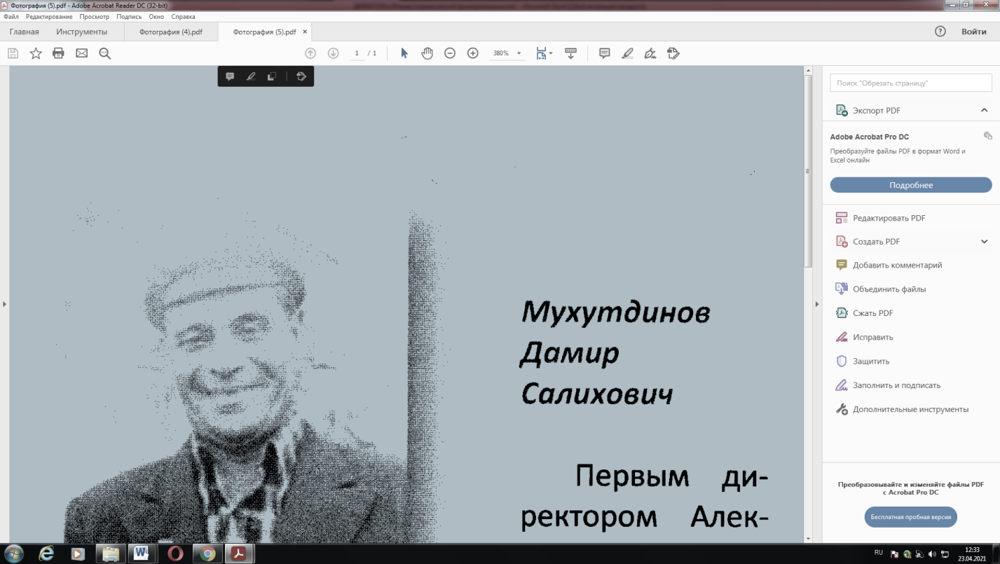 Фотография (5).pdf - Adobe Acrobat Reader DC (32-bit)
Файл Редактирование Просмотр Подпись Окно Справка
Главная Инструменты Фотография (4).pdf Фотография (5).pdf ×
Войти
1 / 1 380%
Мухутдинов
Дамир
Салихович
Первым ди-
ректором Алек-
Поиск "Обрезать страницу"
Экспорт PDF
Adobe Acrobat Pro DC
Преобразуйте файлы PDF в формат Word и
Excel онлайн
Подробнее
Редактировать PDF
Создать PDF
Добавить комментарий
Объединить файлы
Сжать PDF
Исправить
Защитить
Заполнить и подписать
Дополнительные инструменты
Преобразовывайте и изменяйте файлы PDF
с Acrobat Pro DC
Бесплатная пробная версия
RU
12:33
23.04.2021